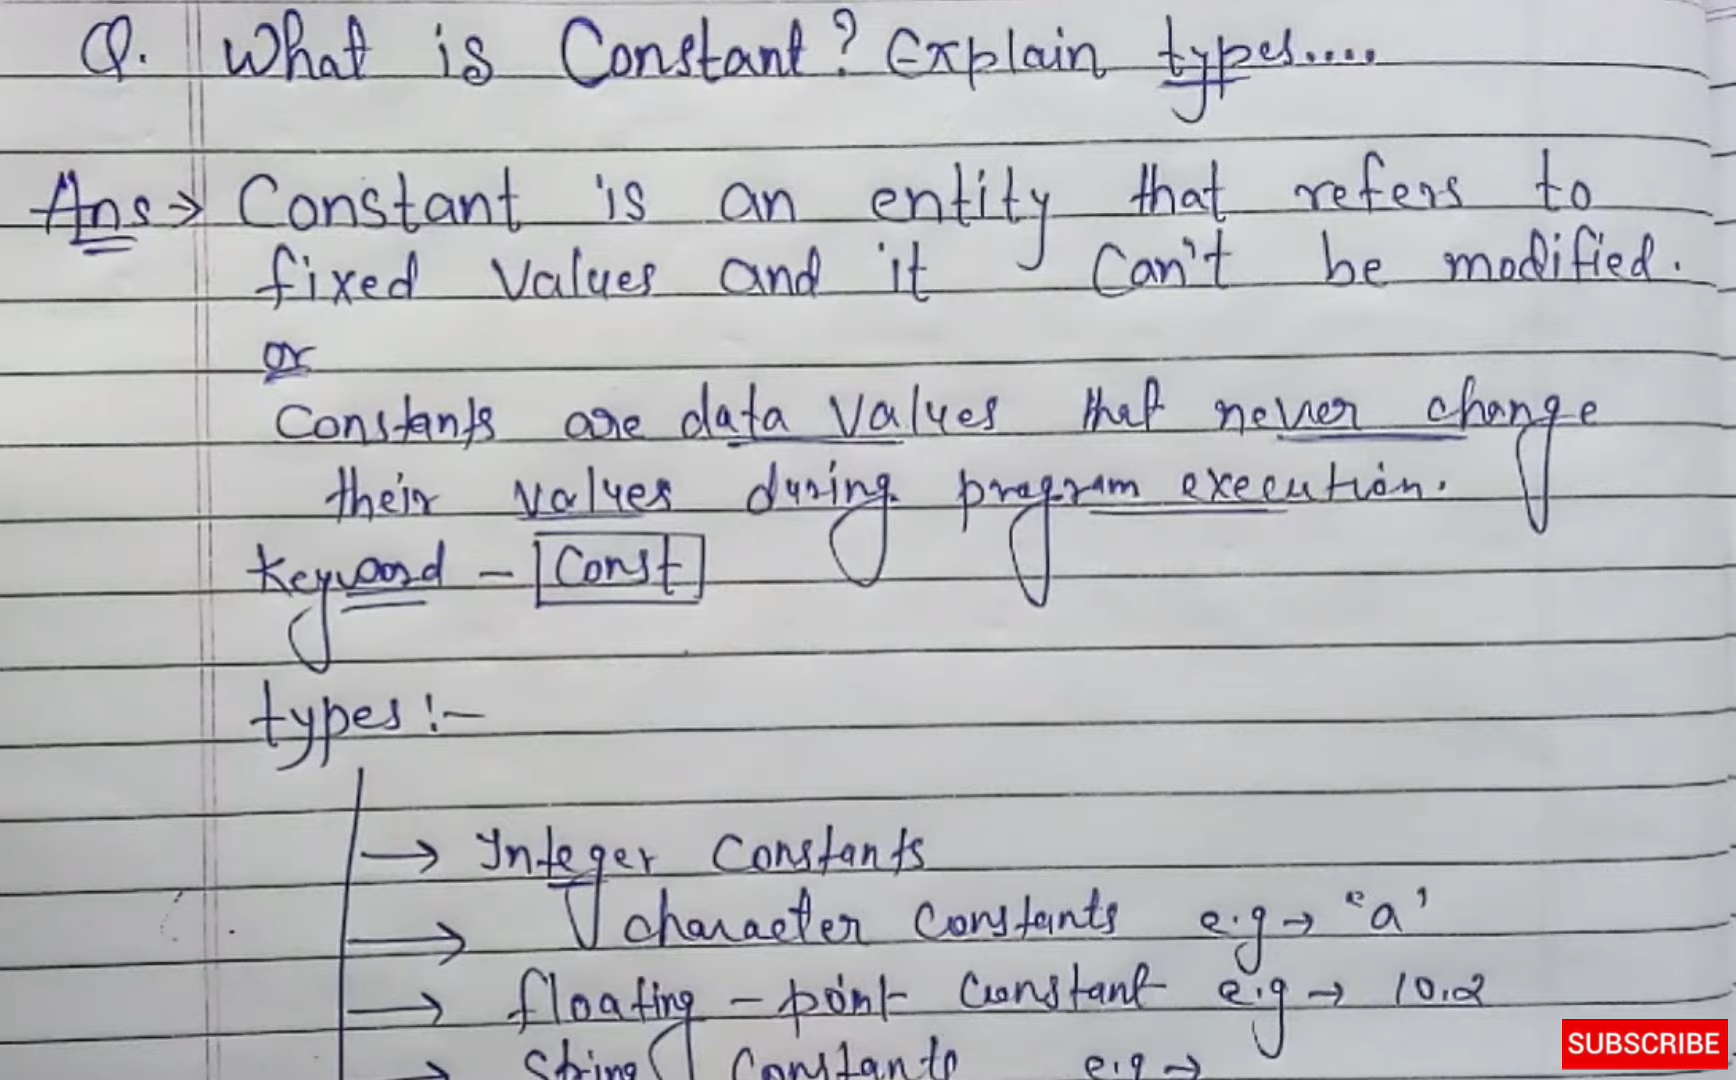 Q. What is Constant? Explain types....
Ans → Constant is an entity that refers to
fixed values and it can't be modified.
or
Constants are data values that never change
their values during program execution.
Keyword - Const
types :-
→ Integer Constants
→ character constants e.g → 'a'
→ floating - point constant e.g → 10.2
→ String Constants e.g →
SUBSCRIBE